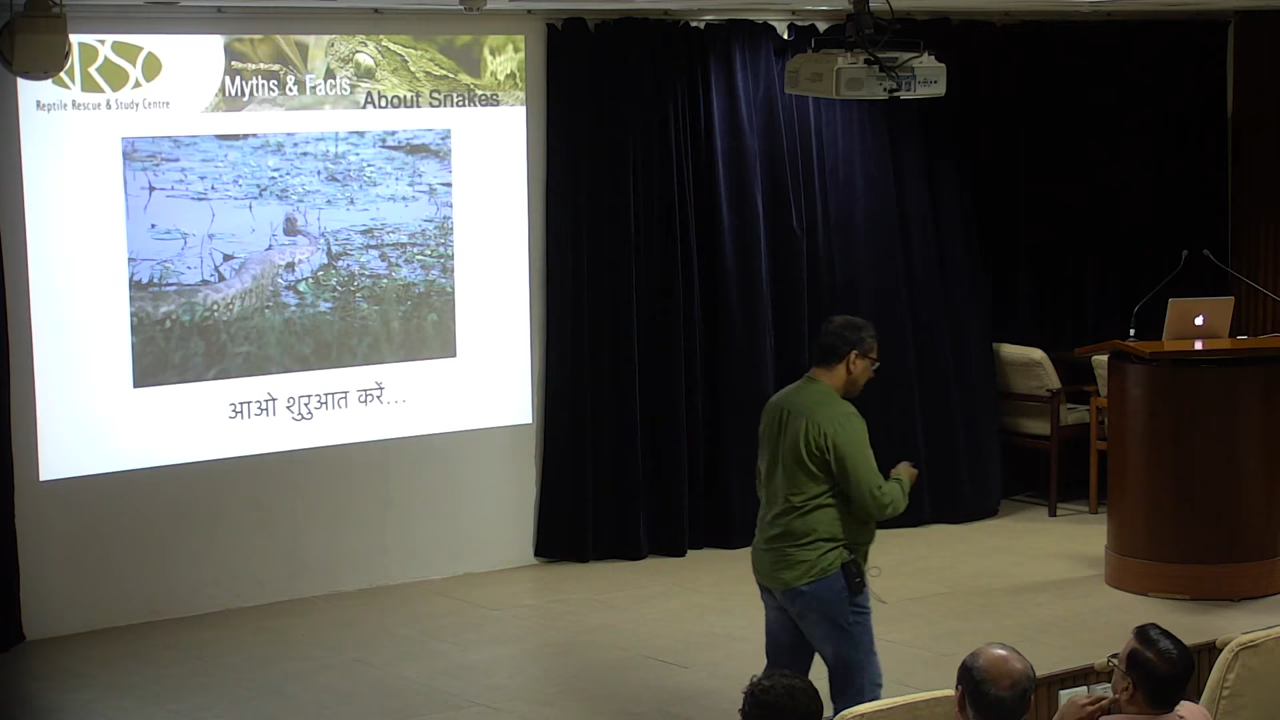 RRSC
Reptile Rescue & Study Centre
Myths & Facts
About Snakes
आओ शुरुआत करें...